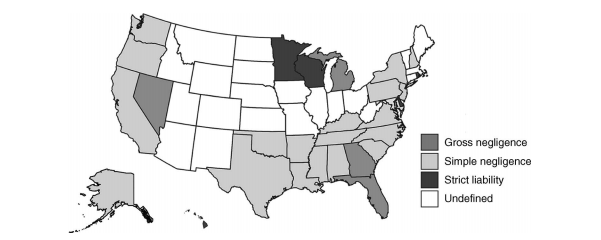 Gross negligence
Simple negligence
Strict liability
Undefined